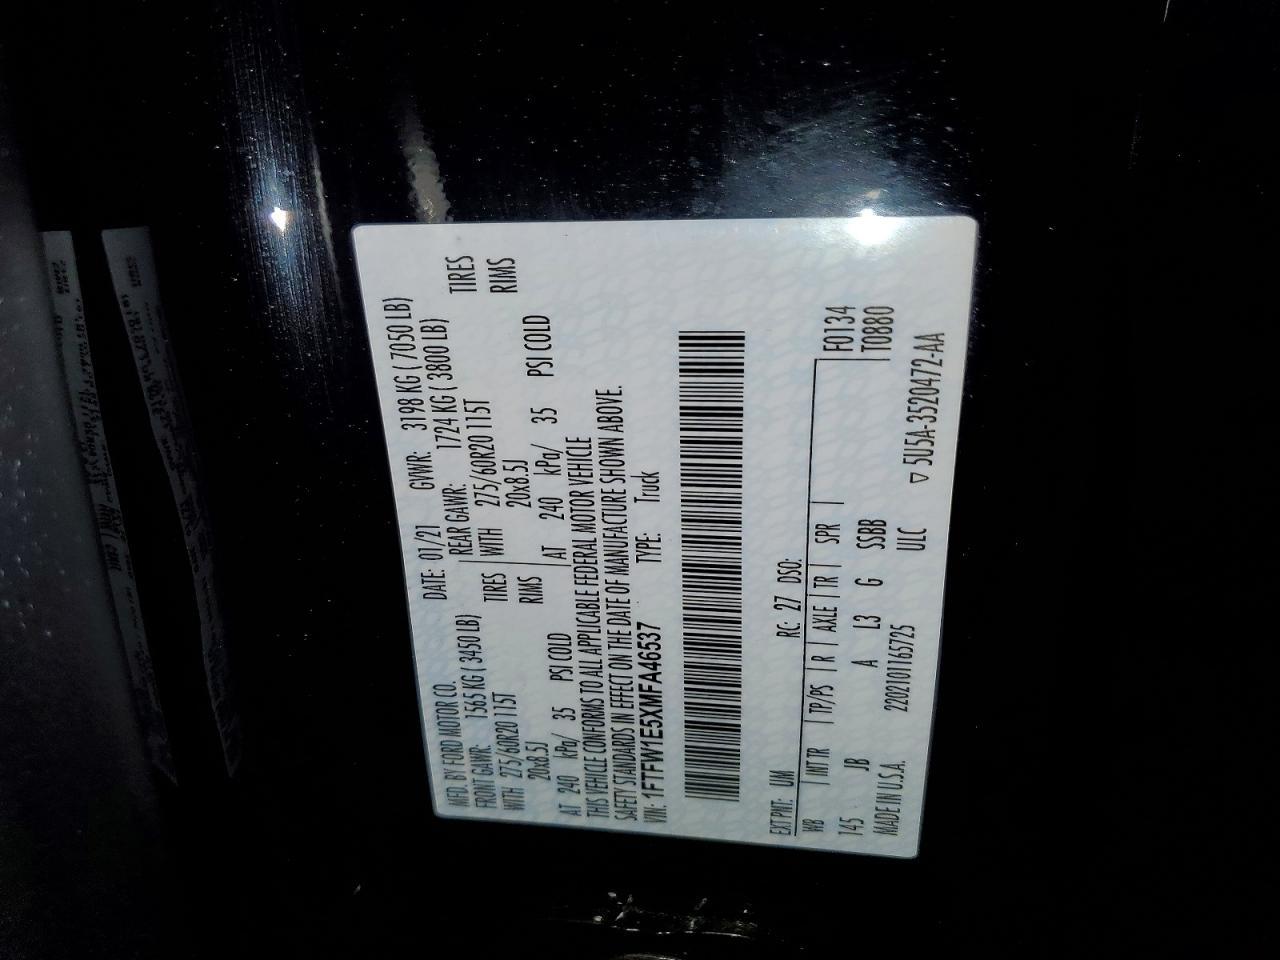 MFD. BY FORD MOTOR CO.
DATE: 01/21 GVWR: 3198 KG ( 7050 LB)
FRONT GAWR: 1565 KG ( 3450 LB)
REAR GAWR: 1724 KG ( 3800 LB)
WITH 275/60R20 115T TIRES
WITH 275/60R20 115T TIRES
20x8.5J RIMS
20x8.5J RIMS
AT 240 kPa/ 35 PSI COLD
AT 240 kPa/ 35 PSI COLD
THIS VEHICLE CONFORMS TO ALL APPLICABLE FEDERAL MOTOR VEHICLE
SAFETY STANDARDS IN EFFECT ON THE DATE OF MANUFACTURE SHOWN ABOVE.
VIN: 1FTFW1E5XMFA46537 TYPE: Truck
EXT PNT: UM RC: 27 DSO:
WB INT TR TP/PS R AXLE TR SPR F0134
145 JB A L3 G SSBB T0880
MADE IN U.S.A. 220210116S725 ULC ▽ 5U5A-3520472-AA